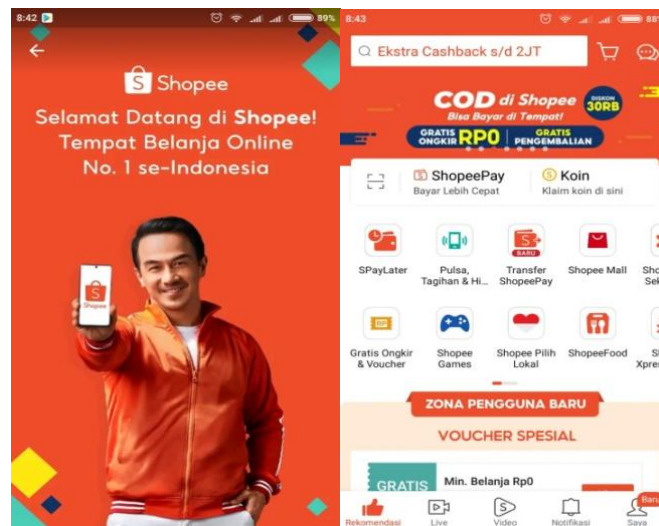 8:42
89%
S Shopee
Selamat Datang di Shopee!
Tempat Belanja Online
No. 1 se-Indonesia
S
Shopee
8:43
88%
Ekstra Cashback s/d 2JT
COD di Shopee
Bisa Bayar di Tempat!
DISKON
30RB
GRATIS
ONGKIR RP0
GRATIS
PENGEMBALIAN
ShopeePay
Bayar Lebih Cepat
Koin
Klaim koin di sini
BARU
SPayLater
Pulsa,
Tagihan & Hi...
Transfer
ShopeePay
Shopee Mall
Gratis Ongkir
& Voucher
Shopee
Games
Shopee Pilih
Lokal
ShopeeFood
ZONA PENGGUNA BARU
VOUCHER SPESIAL
GRATIS
Min. Belanja Rp0
Baru
Rekomendasi
Live
Video
Notifikasi
Saya